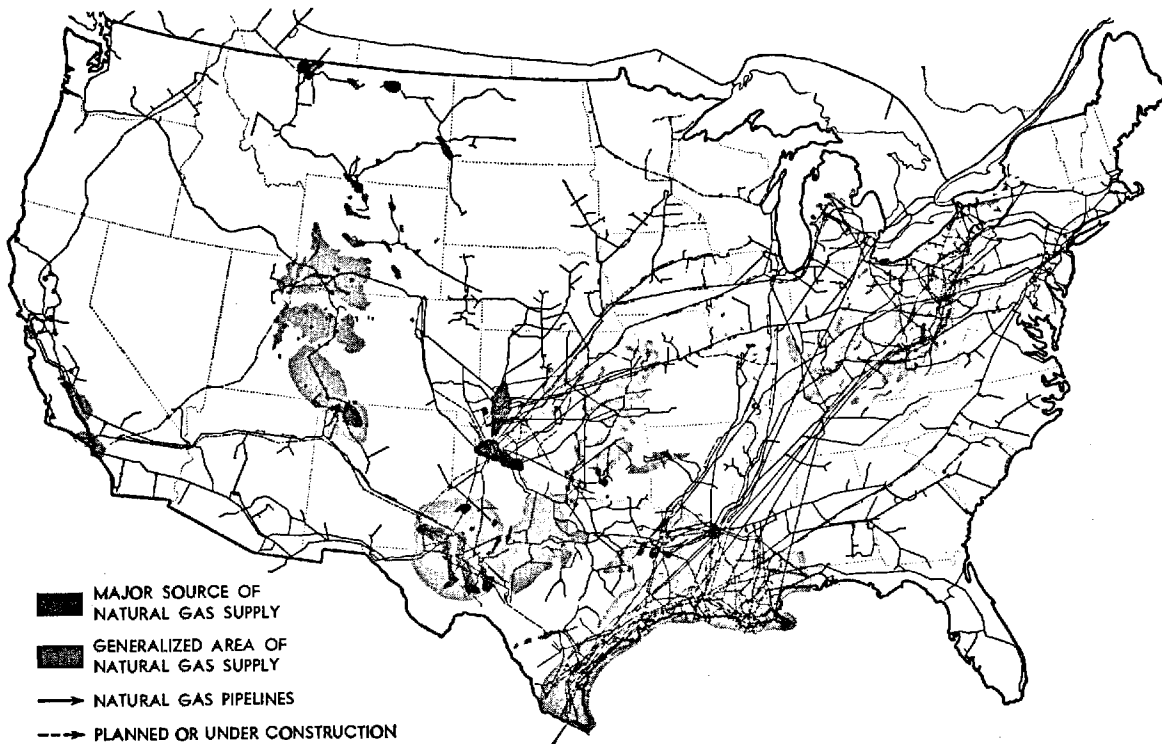 MAJOR SOURCE OF
NATURAL GAS SUPPLY
GENERALIZED AREA OF
NATURAL GAS SUPPLY
NATURAL GAS PIPELINES
PLANNED OR UNDER CONSTRUCTION